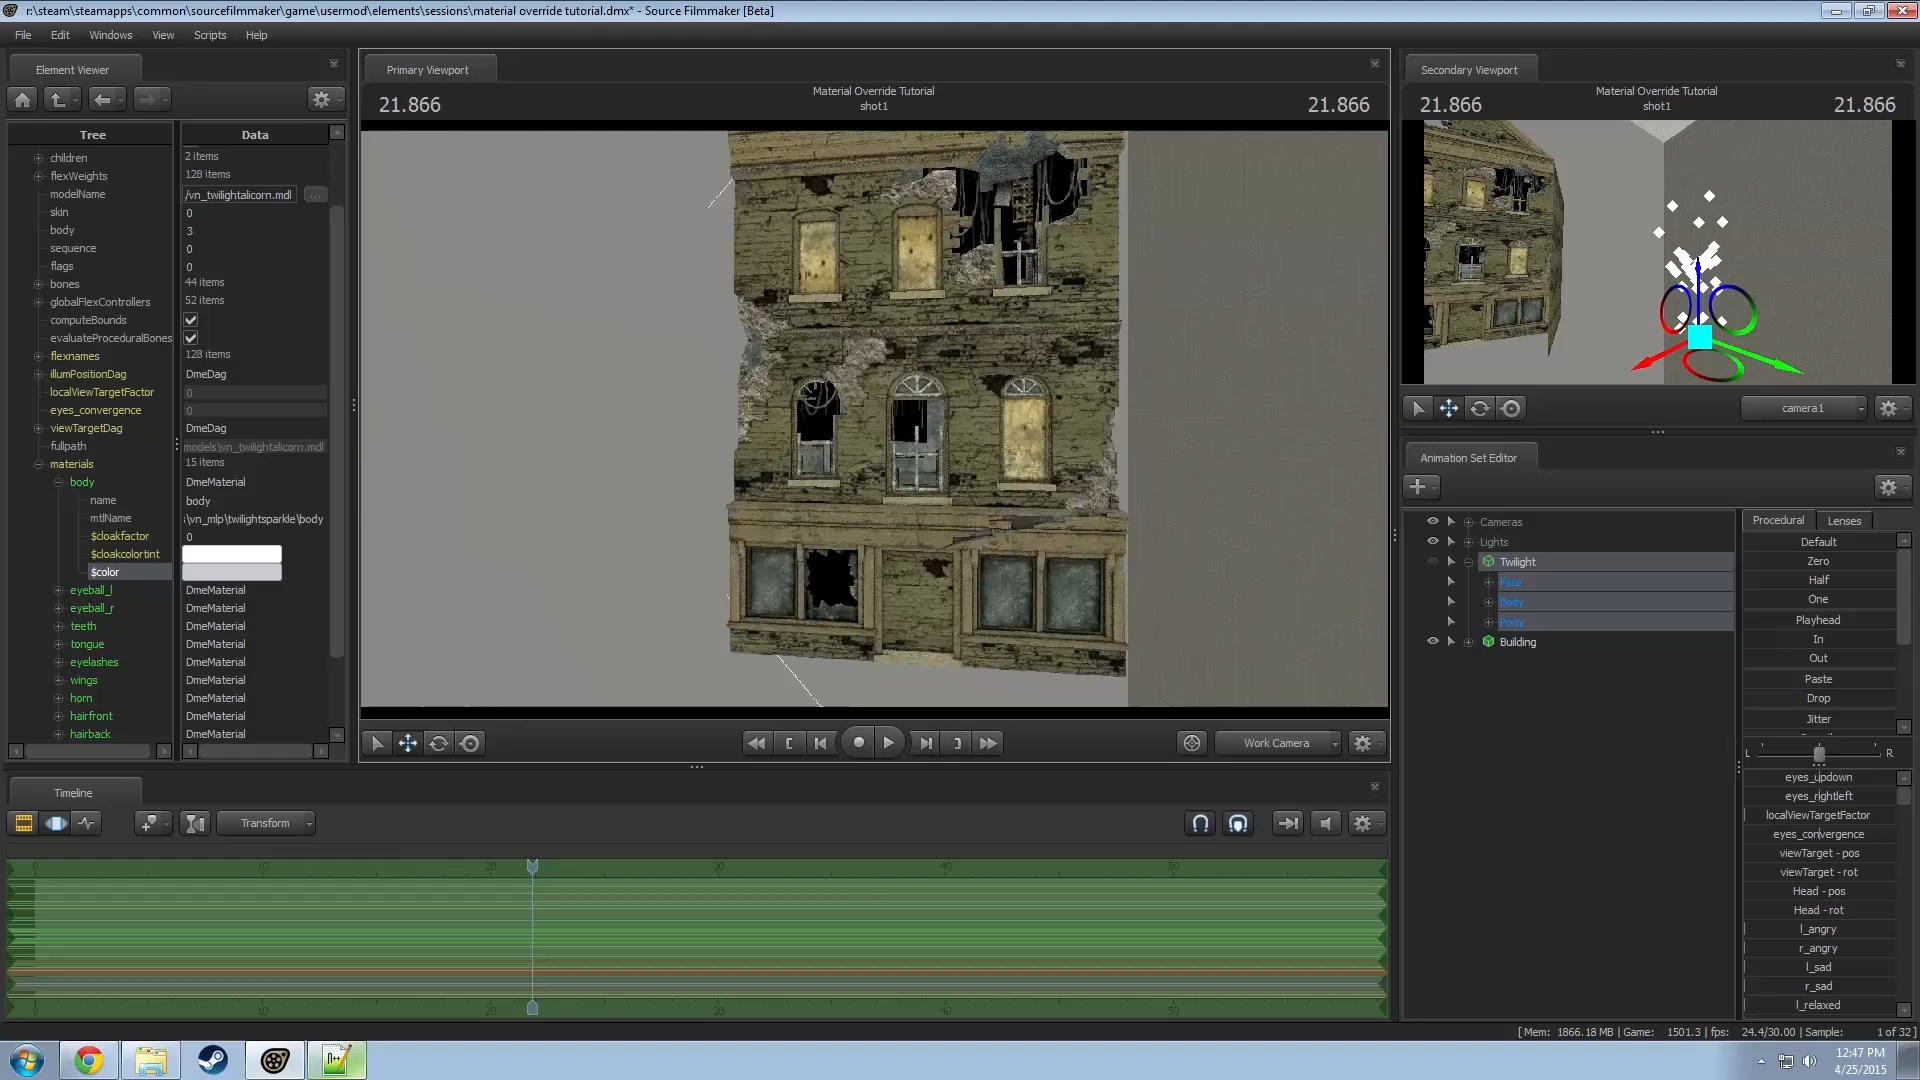 r:\steam\steamapps\common\sourcefilmmaker\game\usermod\elements\sessions\material override tutorial.dmx* - Source Filmmaker [Beta]
File Edit Windows View Scripts Help
Element Viewer
Tree Data
children 2 items
flexWeights 128 items
modelName /vn_twilightalicorn.mdl ...
skin 0
body 3
sequence 0
flags 0
bones 44 items
globalFlexControllers 52 items
computeBounds
evaluateProceduralBones
flexnames 128 items
illumPositionDag DmeDag
localViewTargetFactor 0
eyes_convergence 0
viewTargetDag DmeDag
fullpath models\vn_twilightalicorn.mdl
materials 15 items
body DmeMaterial
name body
mtlName \vn_mlp\twilightsparkle\body
$cloakfactor 0
$cloakcolortint
$color
eyeball_l DmeMaterial
eyeball_r DmeMaterial
teeth DmeMaterial
tongue DmeMaterial
eyelashes DmeMaterial
wings DmeMaterial
horn DmeMaterial
hairfront DmeMaterial
hairback DmeMaterial
Primary Viewport
21.866 Material Override Tutorial 21.866
shot1
Work Camera
Secondary Viewport
21.866 Material Override Tutorial 21.866
shot1
camera1
Animation Set Editor
Cameras
Lights
Twilight
Face
Body
Pony
Building
Procedural Lenses
Default
Zero
Half
One
Playhead
In
Out
Paste
Drop
Jitter
L R
eyes_updown
eyes_rightleft
localViewTargetFactor
eyes_convergence
viewTarget - pos
viewTarget - rot
Head - pos
Head - rot
l_angry
r_angry
l_sad
r_sad
l_relaxed
Timeline
Transform
0 10 20 30 40 50
0 10 20 30 40 50
[ Mem: 1866.18 MB | Game: 1501.3 | fps: 24.4/30.00 | Sample: 1 of 32 ]
12:47 PM
4/25/2015